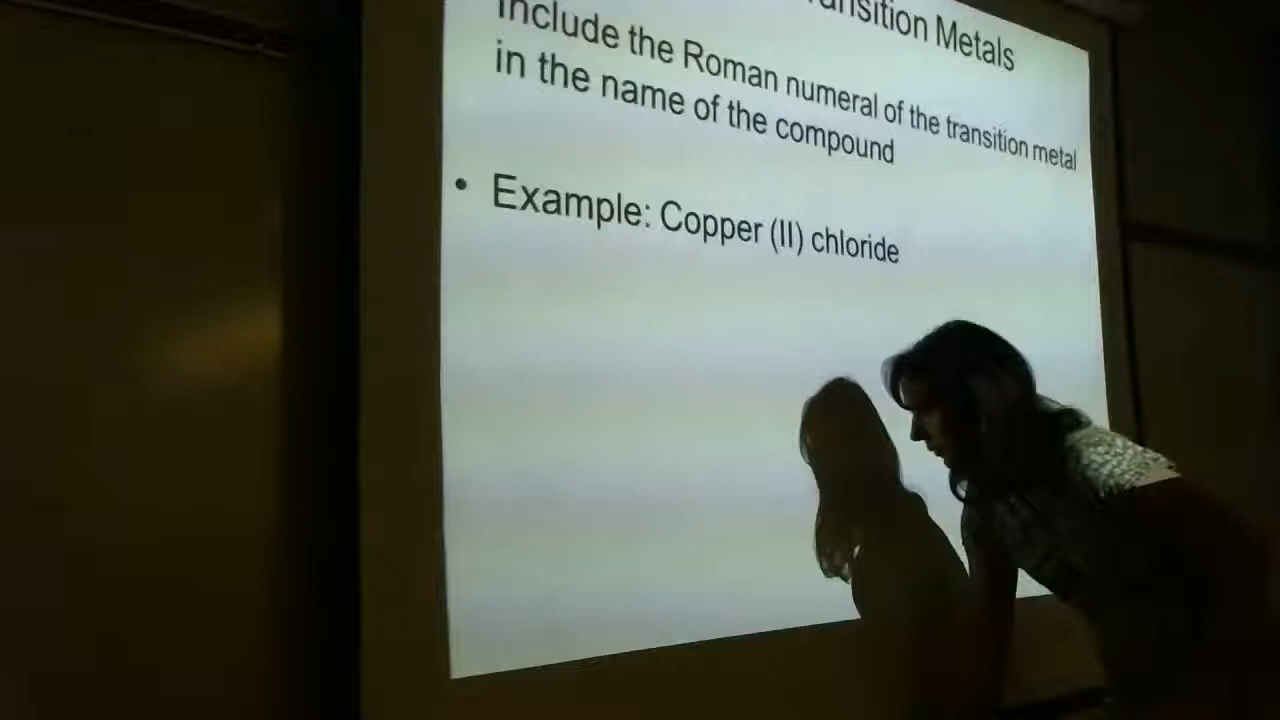 Transition Metals
Include the Roman numeral of the transition metal
in the name of the compound
• Example: Copper (II) chloride